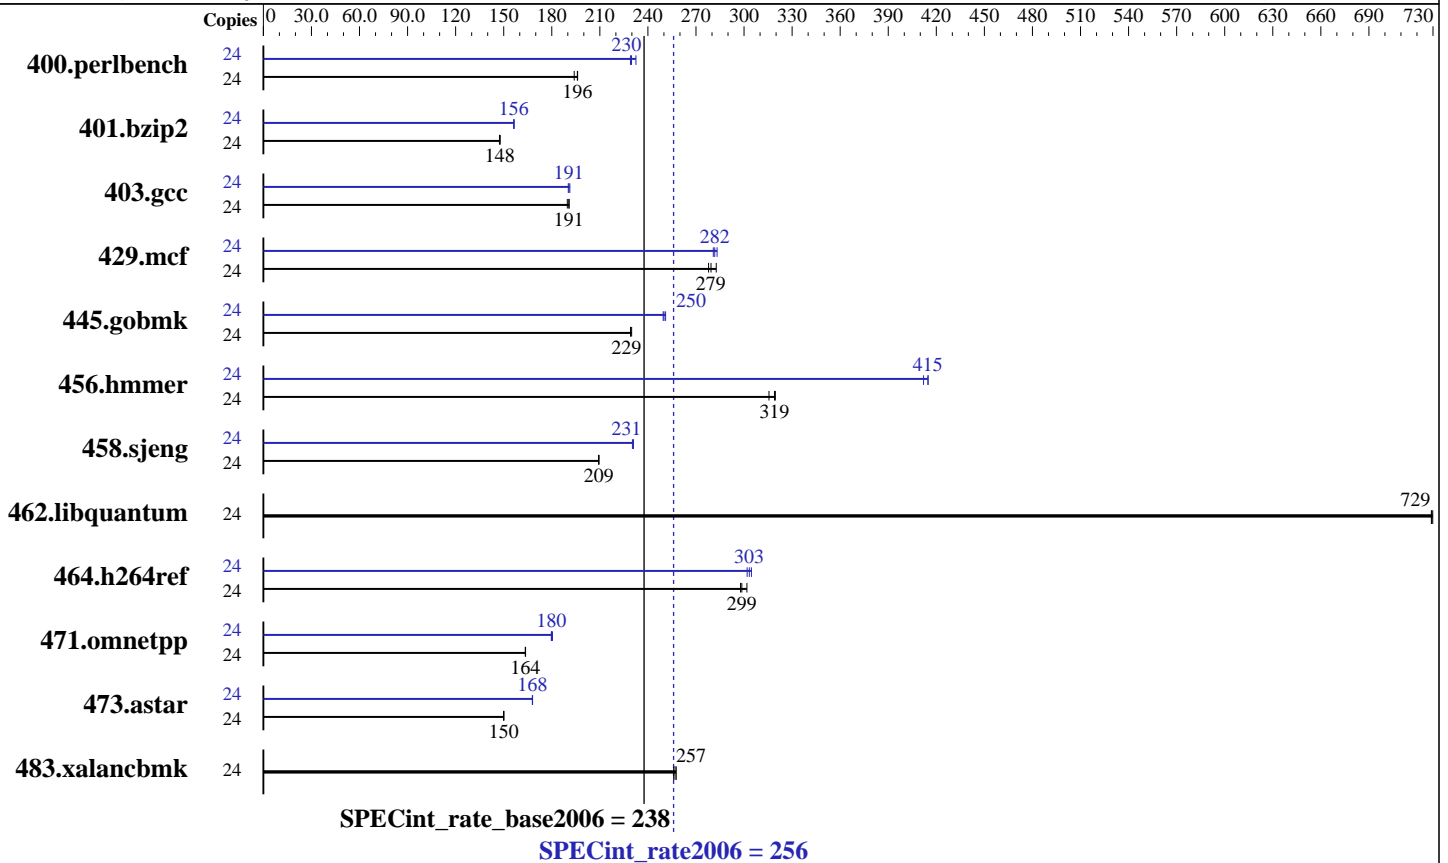 Copies 0 30.0 60.0 90.0 120 150 180 210 240 270 300 330 360 390 420 450 480 510 540 570 600 630 660 690 730
400.perlbench 24 230
24 196
401.bzip2 24 156
24 148
403.gcc 24 191
24 191
429.mcf 24 282
24 279
445.gobmk 24 250
24 229
456.hmmer 24 415
24 319
458.sjeng 24 231
24 209
462.libquantum 24 729
464.h264ref 24 303
24 299
471.omnetpp 24 180
24 164
473.astar 24 168
24 150
483.xalancbmk 24 257
SPECint_rate_base2006 = 238
SPECint_rate2006 = 256